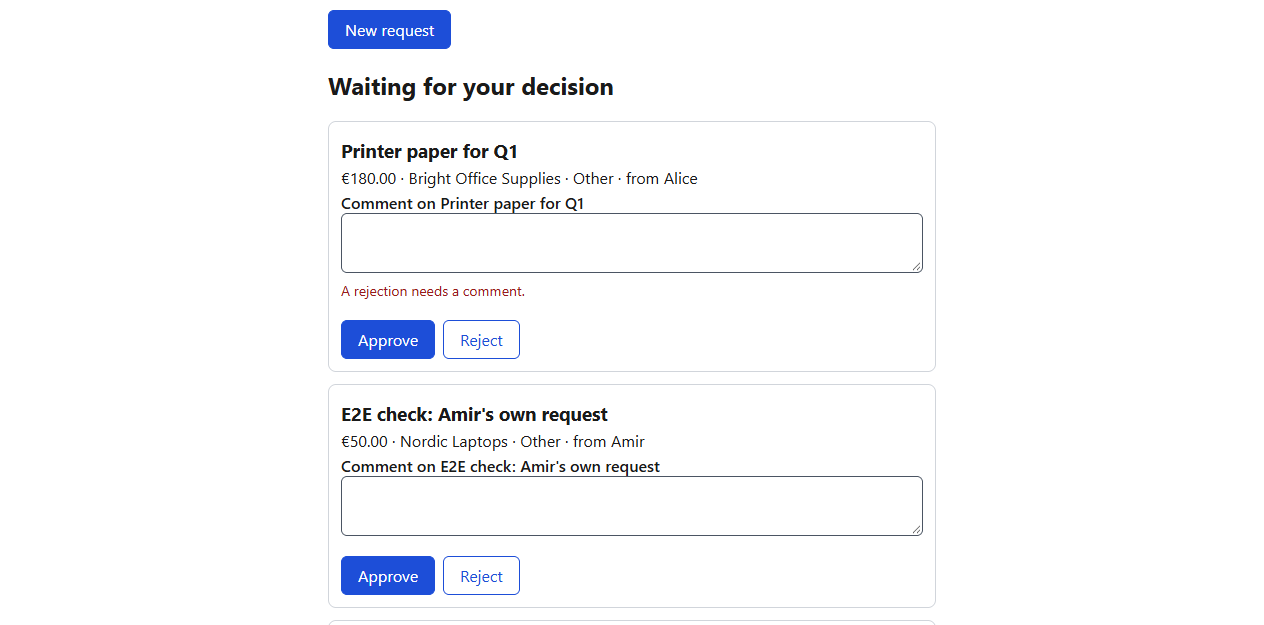 New request
Waiting for your decision
Printer paper for Q1
€180.00 · Bright Office Supplies · Other · from Alice
Comment on Printer paper for Q1
A rejection needs a comment.
Approve Reject
E2E check: Amir's own request
€50.00 · Nordic Laptops · Other · from Amir
Comment on E2E check: Amir's own request
Approve Reject